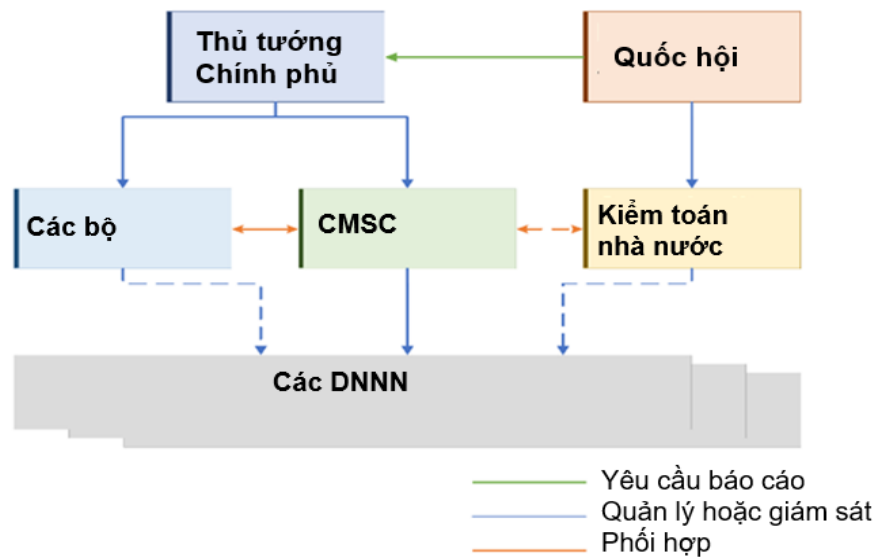 Thủ tướng
Chính phủ
Quốc hội
Các bộ
CMSC
Kiểm toán
nhà nước
Các DNNN
Yêu cầu báo cáo
Quản lý hoặc giám sát
Phối hợp